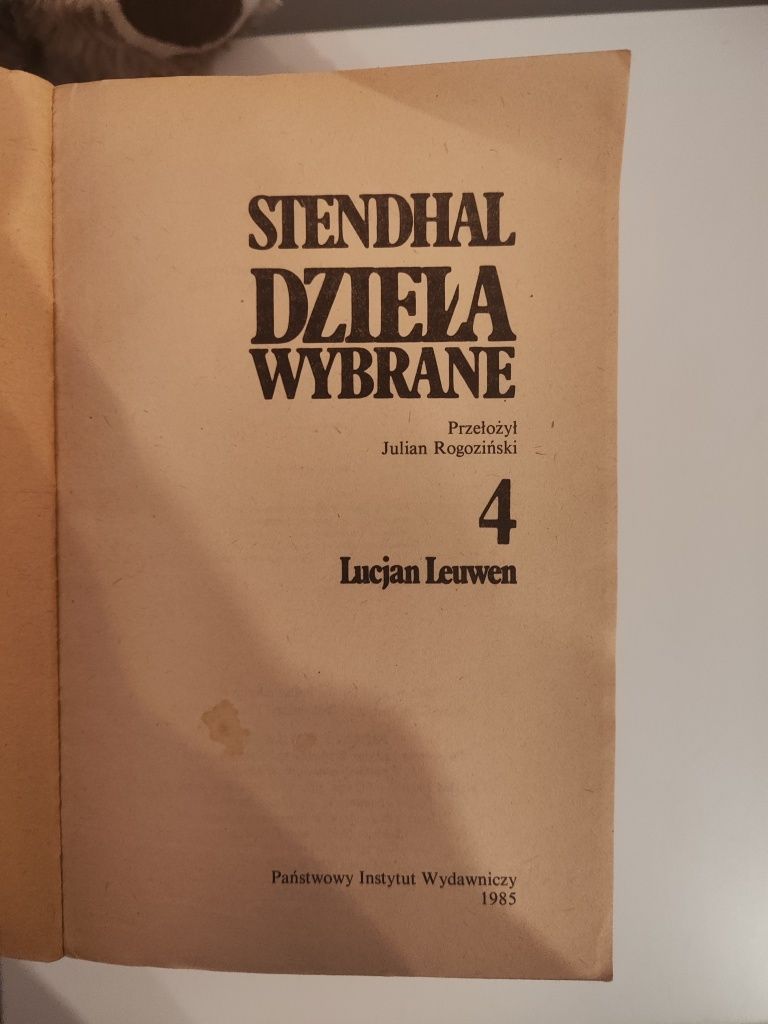 STENDHAL
DZIEŁA
WYBRANE
Przełożył
Julian Rogoziński
4
Lucjan Leuwen
Państwowy Instytut Wydawniczy
1985